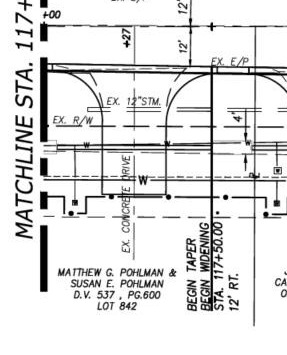 12'
+00
+27
12'
EX. E/P
MATCHLINE STA. 117+
EX. 12"STM.
EX. R/W
4'
W
W
W
W
EX. CONCRETE DRIVE
MATTHEW G. POHLMAN &
SUSAN E. POHLMAN
D.V. 537 , PG.600
LOT 842
BEGIN TAPER
BEGIN WIDENING
STA. 117+50.00
12' RT.